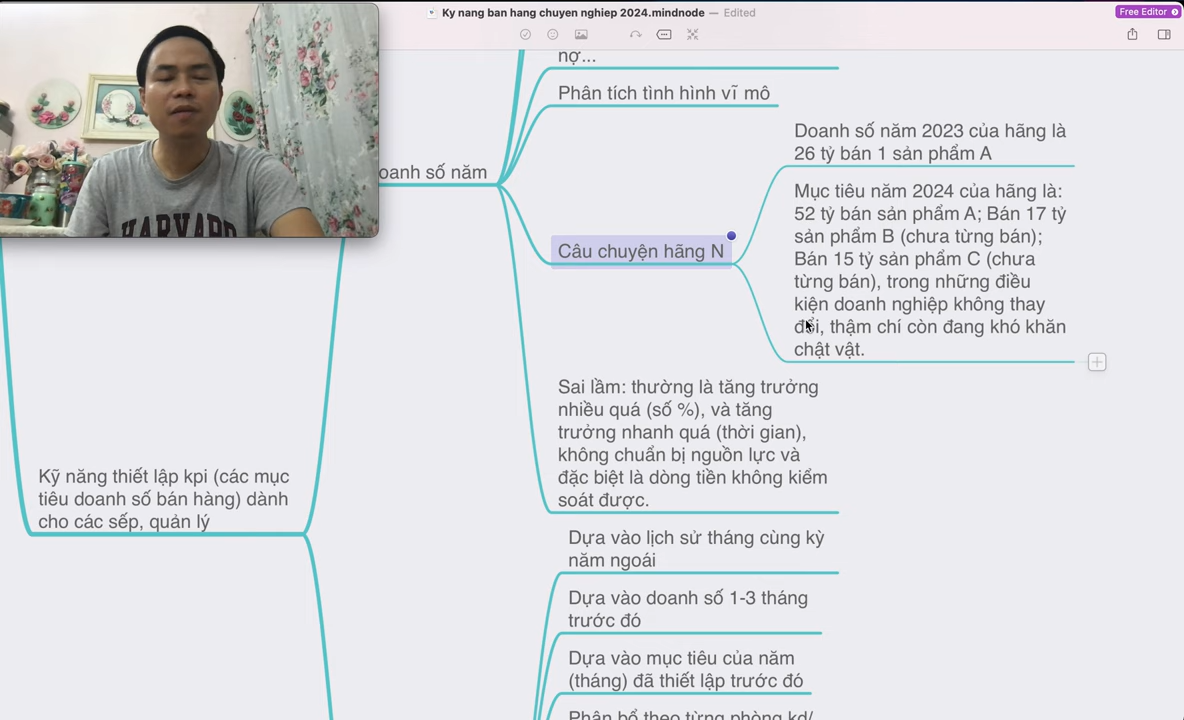 Ky nang ban hang chuyen nghiep 2024.mindnode — Edited
Free Editor
HARVARD
nợ...
Phân tích tình hình vĩ mô
oanh số năm
Câu chuyện hãng N
Doanh số năm 2023 của hãng là
26 tỷ bán 1 sản phẩm A
Mục tiêu năm 2024 của hãng là:
52 tỷ bán sản phẩm A; Bán 17 tỷ
sản phẩm B (chưa từng bán);
Bán 15 tỷ sản phẩm C (chưa
từng bán), trong những điều
kiện doanh nghiệp không thay
đổi, thậm chí còn đang khó khăn
chật vật.
Sai lầm: thường là tăng trưởng
nhiều quá (số %), và tăng
trưởng nhanh quá (thời gian),
không chuẩn bị nguồn lực và
đặc biệt là dòng tiền không kiểm
soát được.
Kỹ năng thiết lập kpi (các mục
tiêu doanh số bán hàng) dành
cho các sếp, quản lý
Dựa vào lịch sử tháng cùng kỳ
năm ngoái
Dựa vào doanh số 1-3 tháng
trước đó
Dựa vào mục tiêu của năm
(tháng) đã thiết lập trước đó
Phân bổ theo từng phòng kd/